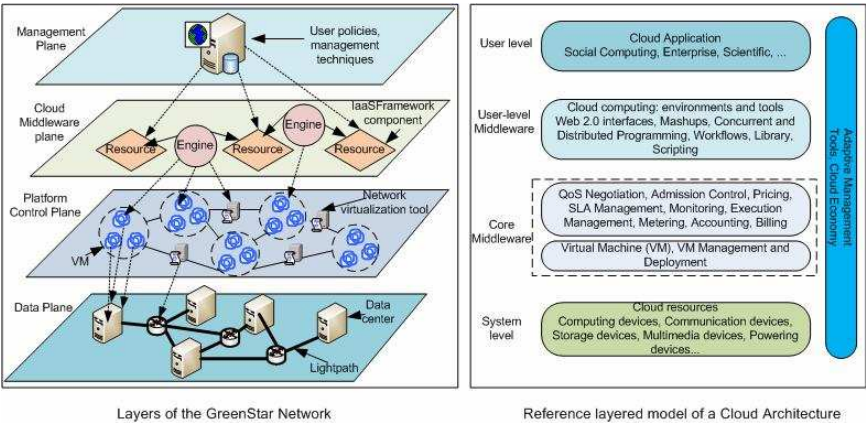 Management
Plane
User policies,
management
techniques
Cloud
Middleware
plane
IaaSFramework
component
Engine
Resource
Engine
Resource
Resource
Platform
Control Plane
Network
virtualization tool
VM
Data Plane
Data
center
Lightpath
Layers of the GreenStar Network
User level
Cloud Application
Social Computing, Enterprise, Scientific, ...
User-level
Middleware
Cloud computing: environments and tools
Web 2.0 interfaces, Mashups, Concurrent and
Distributed Programming, Workflows, Library,
Scripting
Core
Middleware
QoS Negotiation, Admission Control, Pricing,
SLA Management, Monitoring, Execution
Management, Metering, Accounting, Billing
Virtual Machine (VM), VM Management and
Deployment
System
level
Cloud resources
Computing devices, Communication devices,
Storage devices, Multimedia devices, Powering
devices...
Adaptive Management
Tools, Cloud Economy
Reference layered model of a Cloud Architecture